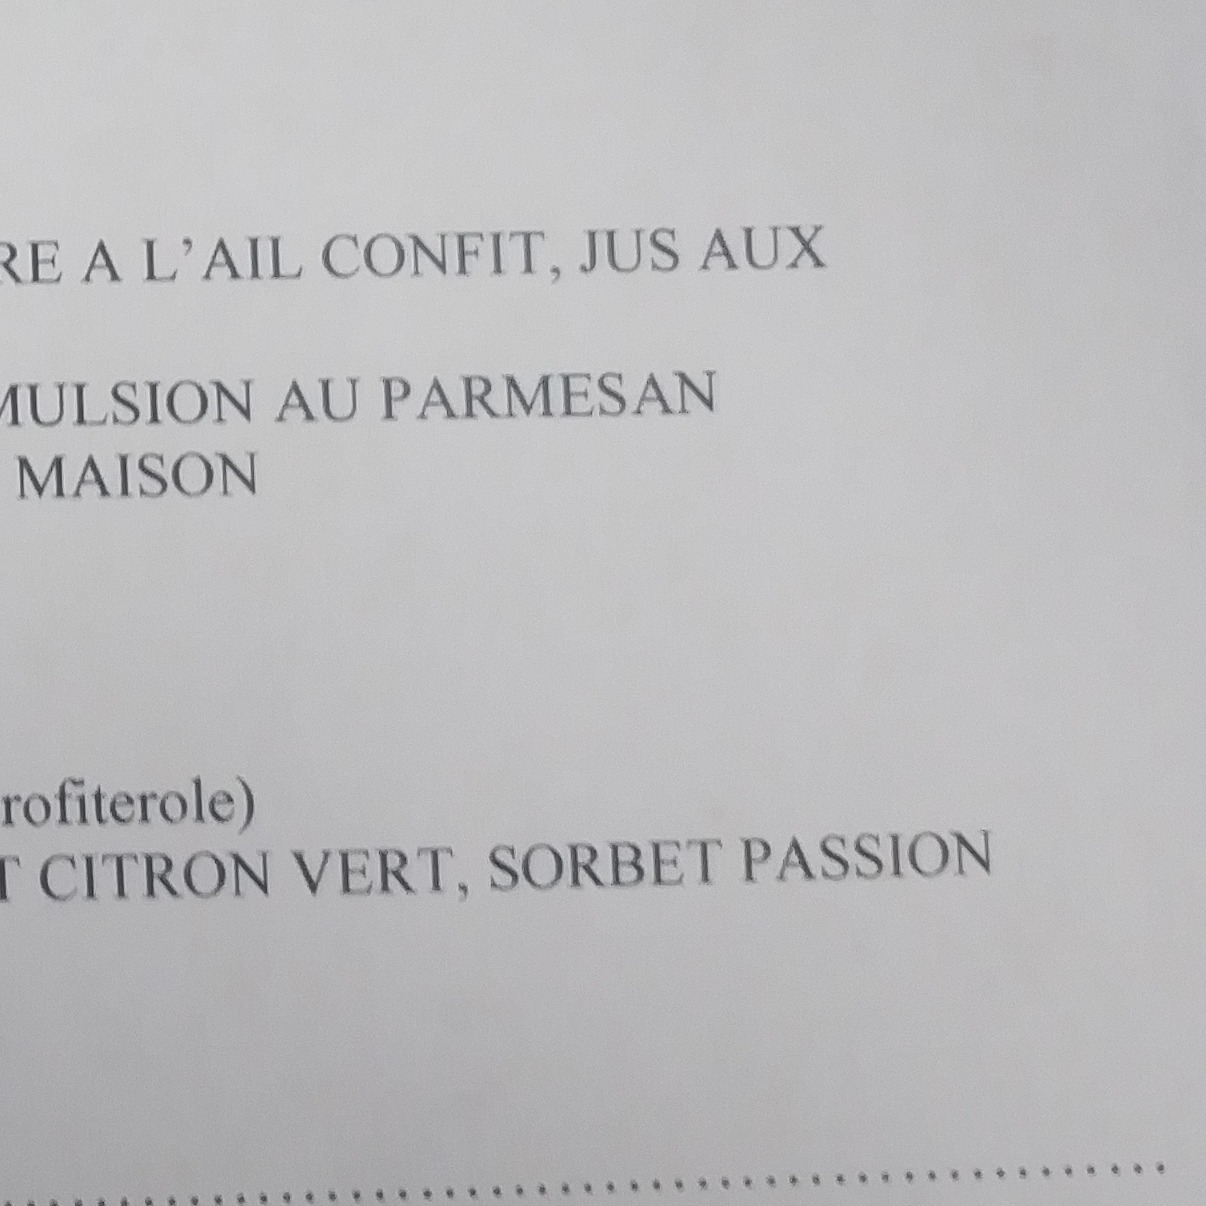 RE A L'AIL CONFIT, JUS AUX
MULSION AU PARMESAN
MAISON
rofiterole)
T CITRON VERT, SORBET PASSION